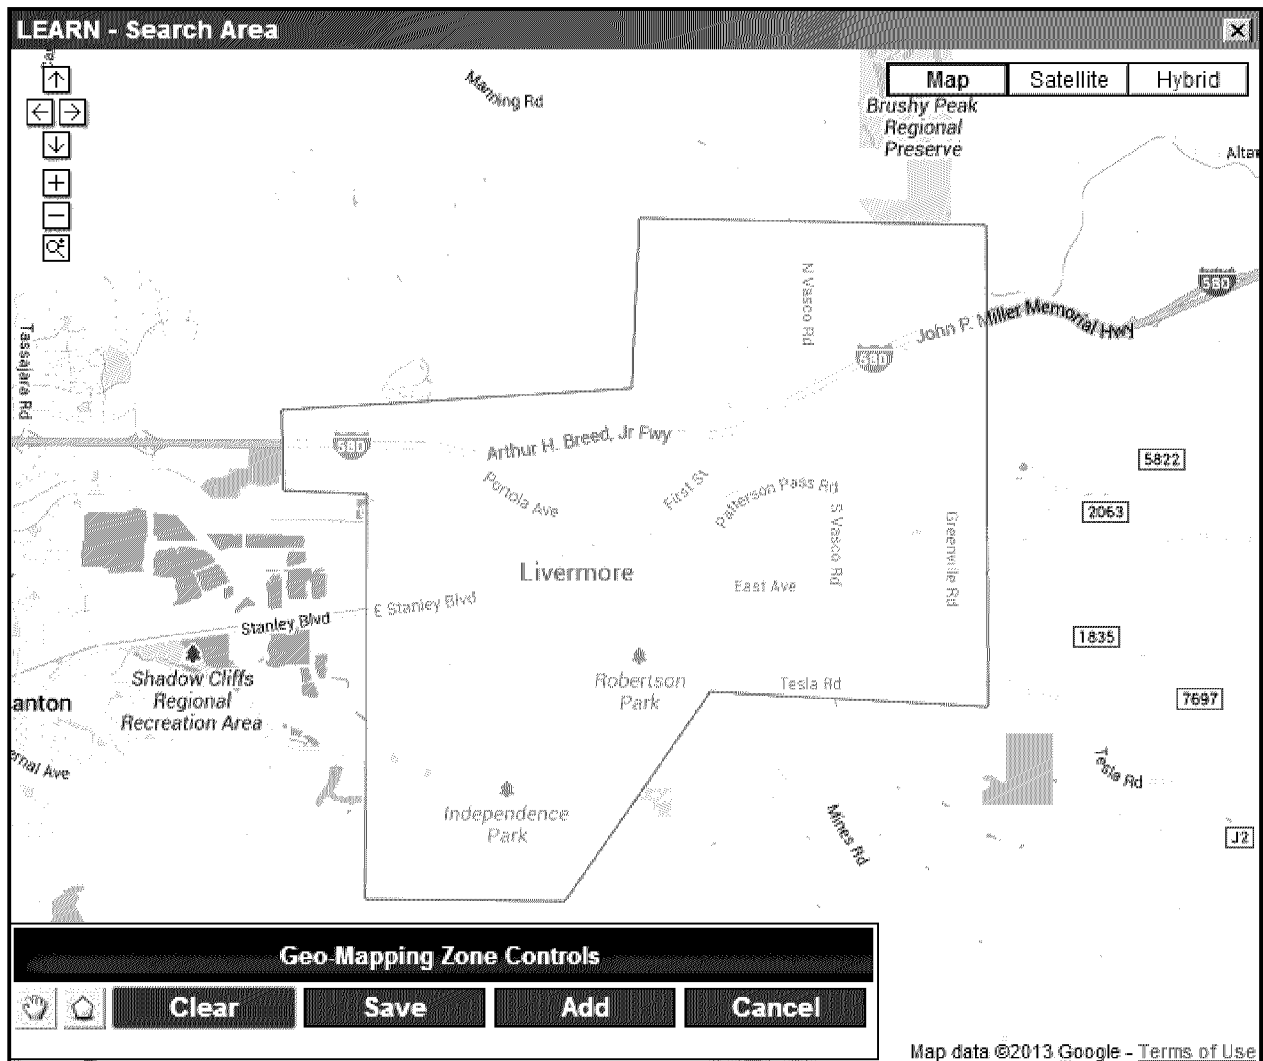 LEARN - Search Area
Map
Satellite
Hybrid
Manning Rd
Brushy Peak
Regional
Preserve
580
N Vasco Rd
John P. Miller Memorial Hwy
580
Tassajara Rd
580
Arthur H. Breed, Jr Fwy
5822
Portola Ave
First St
Patterson Pass Rd
2063
S Vasco Rd
Greenville Rd
Livermore
East Ave
E Stanley Blvd
Stanley Blvd
1835
Shadow Cliffs
Regional
Recreation Area
Robertson
Park
Tesla Rd
7697
anton
ernal Ave
Tesla Rd
Independence
Park
Mines Rd
J2
Geo-Mapping Zone Controls
Clear
Save
Add
Cancel
Map data ©2013 Google - Terms of Use